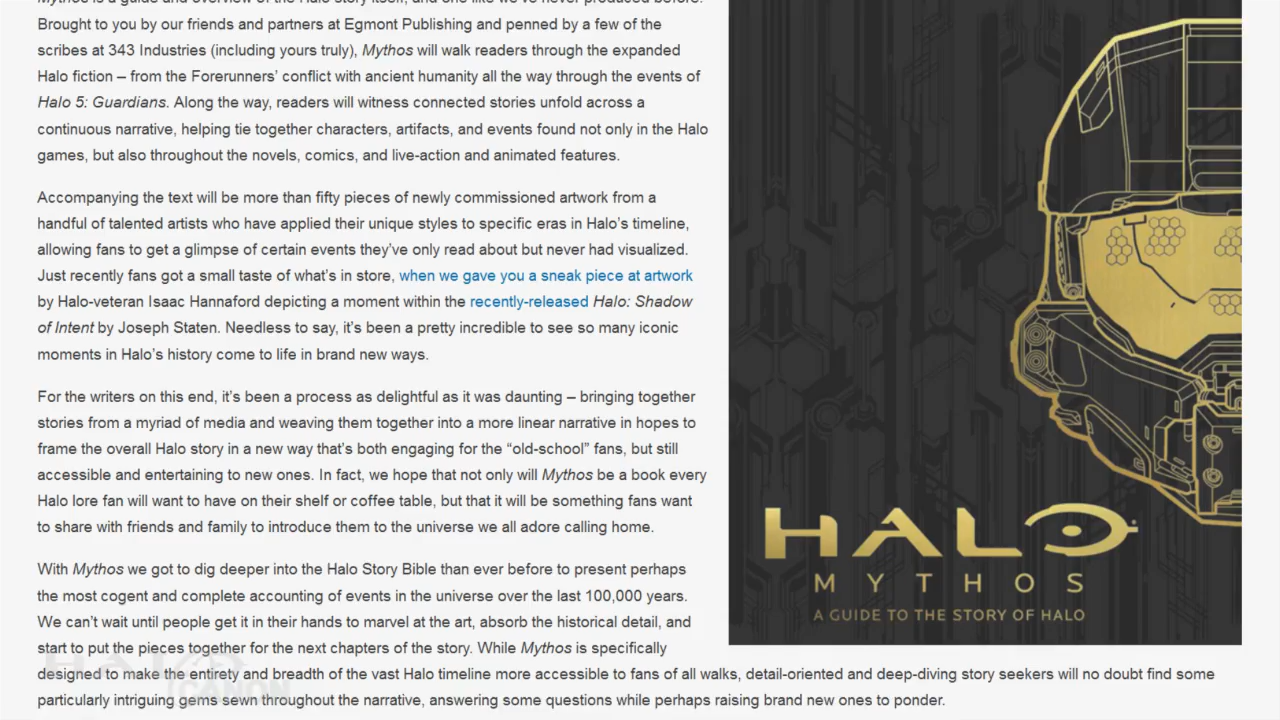 Mythos is a guide and overview of the Halo story itself, and one like we've never produced before.
Brought to you by our friends and partners at Egmont Publishing and penned by a few of the
scribes at 343 Industries (including yours truly), Mythos will walk readers through the expanded
Halo fiction – from the Forerunners' conflict with ancient humanity all the way through the events of
Halo 5: Guardians. Along the way, readers will witness connected stories unfold across a
continuous narrative, helping tie together characters, artifacts, and events found not only in the Halo
games, but also throughout the novels, comics, and live-action and animated features.
Accompanying the text will be more than fifty pieces of newly commissioned artwork from a
handful of talented artists who have applied their unique styles to specific eras in Halo's timeline,
allowing fans to get a glimpse of certain events they've only read about but never had visualized.
Just recently fans got a small taste of what's in store, when we gave you a sneak piece at artwork
by Halo-veteran Isaac Hannaford depicting a moment within the recently-released Halo: Shadow
of Intent by Joseph Staten. Needless to say, it's been a pretty incredible to see so many iconic
moments in Halo's history come to life in brand new ways.
For the writers on this end, it's been a process as delightful as it was daunting – bringing together
stories from a myriad of media and weaving them together into a more linear narrative in hopes to
frame the overall Halo story in a new way that's both engaging for the “old-school” fans, but still
accessible and entertaining to new ones. In fact, we hope that not only will Mythos be a book every
Halo lore fan will want to have on their shelf or coffee table, but that it will be something fans want
to share with friends and family to introduce them to the universe we all adore calling home.
With Mythos we got to dig deeper into the Halo Story Bible than ever before to present perhaps
the most cogent and complete accounting of events in the universe over the last 100,000 years.
We can't wait until people get it in their hands to marvel at the art, absorb the historical detail, and
start to put the pieces together for the next chapters of the story. While Mythos is specifically
designed to make the entirety and breadth of the vast Halo timeline more accessible to fans of all walks, detail-oriented and deep-diving story seekers will no doubt find some
particularly intriguing gems sewn throughout the narrative, answering some questions while perhaps raising brand new ones to ponder.
HALO
MYTHOS
A GUIDE TO THE STORY OF HALO
HALO
CANON